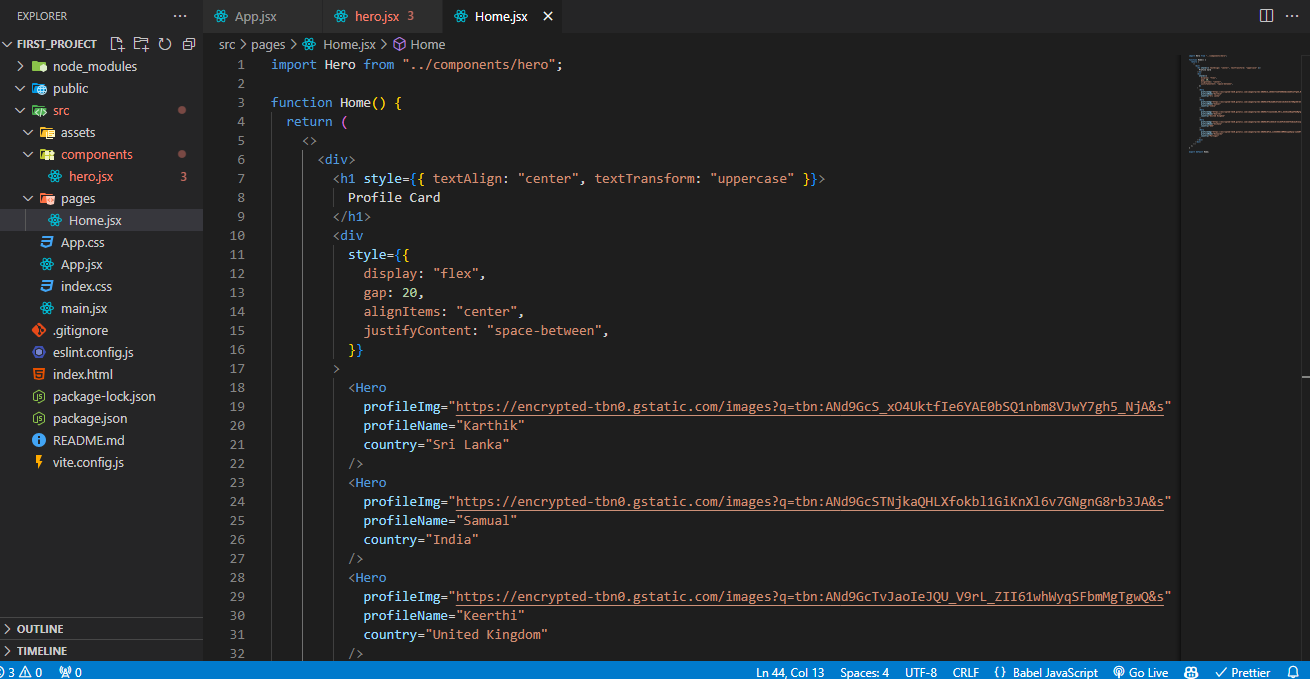 EXPLORER
App.jsx
hero.jsx 3
Home.jsx
FIRST_PROJECT
node_modules
public
src
assets
components
hero.jsx 3
pages
Home.jsx
App.css
App.jsx
index.css
main.jsx
.gitignore
eslint.config.js
index.html
package-lock.json
package.json
README.md
vite.config.js
OUTLINE
TIMELINE
src > pages > Home.jsx > Home
1 import Hero from "../components/hero";
2
3 function Home() {
4 return (
5 <>
6 <div>
7 <h1 style={{ textAlign: "center", textTransform: "uppercase" }}>
8 Profile Card
9 </h1>
10 <div
11 style={{
12 display: "flex",
13 gap: 20,
14 alignItems: "center",
15 justifyContent: "space-between",
16 }}
17 >
18 <Hero
19 profileImg="https://encrypted-tbn0.gstatic.com/images?q=tbn:ANd9GcS_xO4UktfIe6YAE0bSQ1nbm8VJwY7gh5_NjA&s"
20 profileName="Karthik"
21 country="Sri Lanka"
22 />
23 <Hero
24 profileImg="https://encrypted-tbn0.gstatic.com/images?q=tbn:ANd9GcSTNjkaQHLXfokbl1GiKnXl6v7GNgnG8rb3JA&s"
25 profileName="Samual"
26 country="India"
27 />
28 <Hero
29 profileImg="https://encrypted-tbn0.gstatic.com/images?q=tbn:ANd9GcTvJaoIeJQU_V9rL_ZII61whWyqSFbmMgTgwQ&s"
30 profileName="Keerthi"
31 country="United Kingdom"
32 />
3 0 0 Ln 44, Col 13 Spaces: 4 UTF-8 CRLF {} Babel JavaScript Go Live Prettier